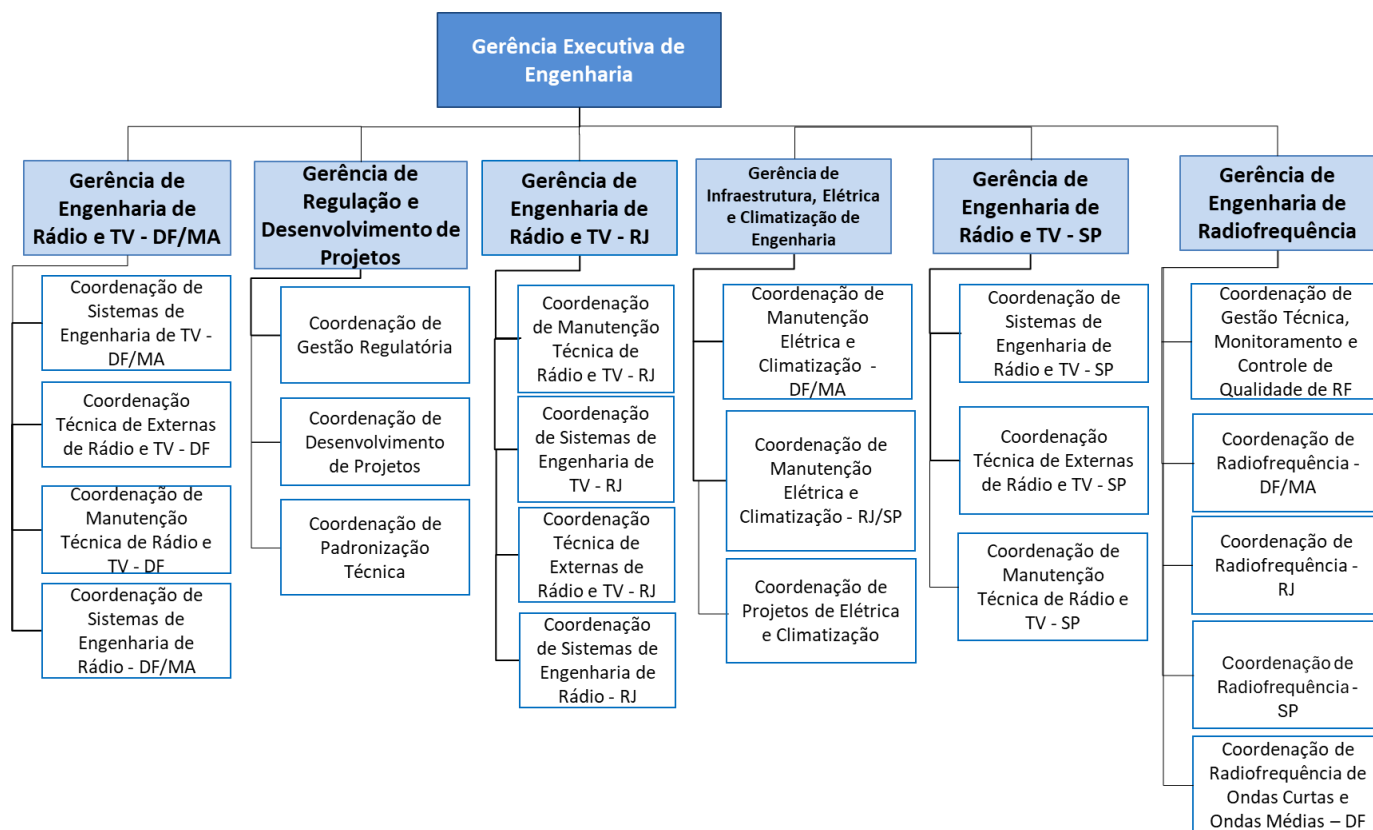 Gerência Executiva de
Engenharia
Gerência de
Engenharia de
Rádio e TV - DF/MA
Coordenação de
Sistemas de
Engenharia de TV -
DF/MA
Coordenação
Técnica de Externas
de Rádio e TV - DF
Coordenação de
Manutenção
Técnica de Rádio e
TV - DF
Coordenação de
Sistemas de
Engenharia de
Rádio - DF/MA
Gerência de
Regulação e
Desenvolvimento de
Projetos
Coordenação de
Gestão Regulatória
Coordenação de
Desenvolvimento
de Projetos
Coordenação de
Padronização
Técnica
Gerência de
Engenharia de
Rádio e TV - RJ
Coordenação
de Manutenção
Técnica de
Rádio e TV - RJ
Coordenação
de Sistemas de
Engenharia de
TV - RJ
Coordenação
Técnica de
Externas de
Rádio e TV - RJ
Coordenação
de Sistemas de
Engenharia de
Rádio - RJ
Gerência de
Infraestrutura, Elétrica
e Climatização de
Engenharia
Coordenação de
Manutenção
Elétrica e
Climatização -
DF/MA
Coordenação de
Manutenção
Elétrica e
Climatização - RJ/SP
Coordenação de
Projetos de Elétrica
e Climatização
Gerência de
Engenharia de
Rádio e TV - SP
Coordenação de
Sistemas de
Engenharia de
Rádio e TV - SP
Coordenação
Técnica de Externas
de Rádio e TV - SP
Coordenação de
Manutenção
Técnica de Rádio e
TV - SP
Gerência de
Engenharia de
Radiofrequência
Coordenação de
Gestão Técnica,
Monitoramento e
Controle de
Qualidade de RF
Coordenação de
Radiofrequência -
DF/MA
Coordenação de
Radiofrequência -
RJ
Coordenação de
Radiofrequência -
SP
Coordenação de
Radiofrequência de
Ondas Curtas e
Ondas Médias – DF